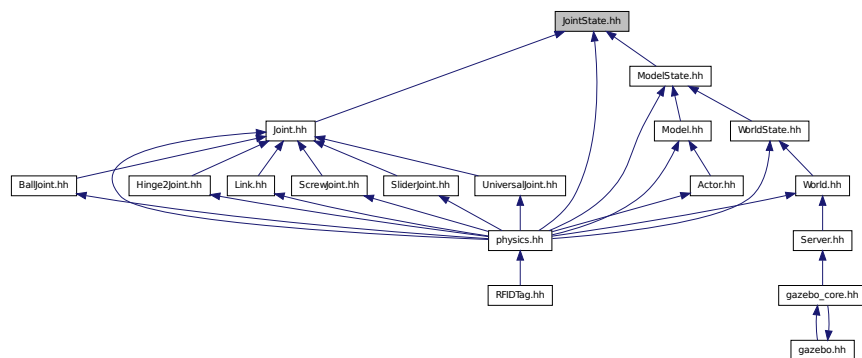 JointState.hh
ModelState.hh
Joint.hh
Model.hh
WorldState.hh
BallJoint.hh
Hinge2Joint.hh
Link.hh
ScrewJoint.hh
SliderJoint.hh
UniversalJoint.hh
Actor.hh
World.hh
physics.hh
Server.hh
RFIDTag.hh
gazebo_core.hh
gazebo.hh